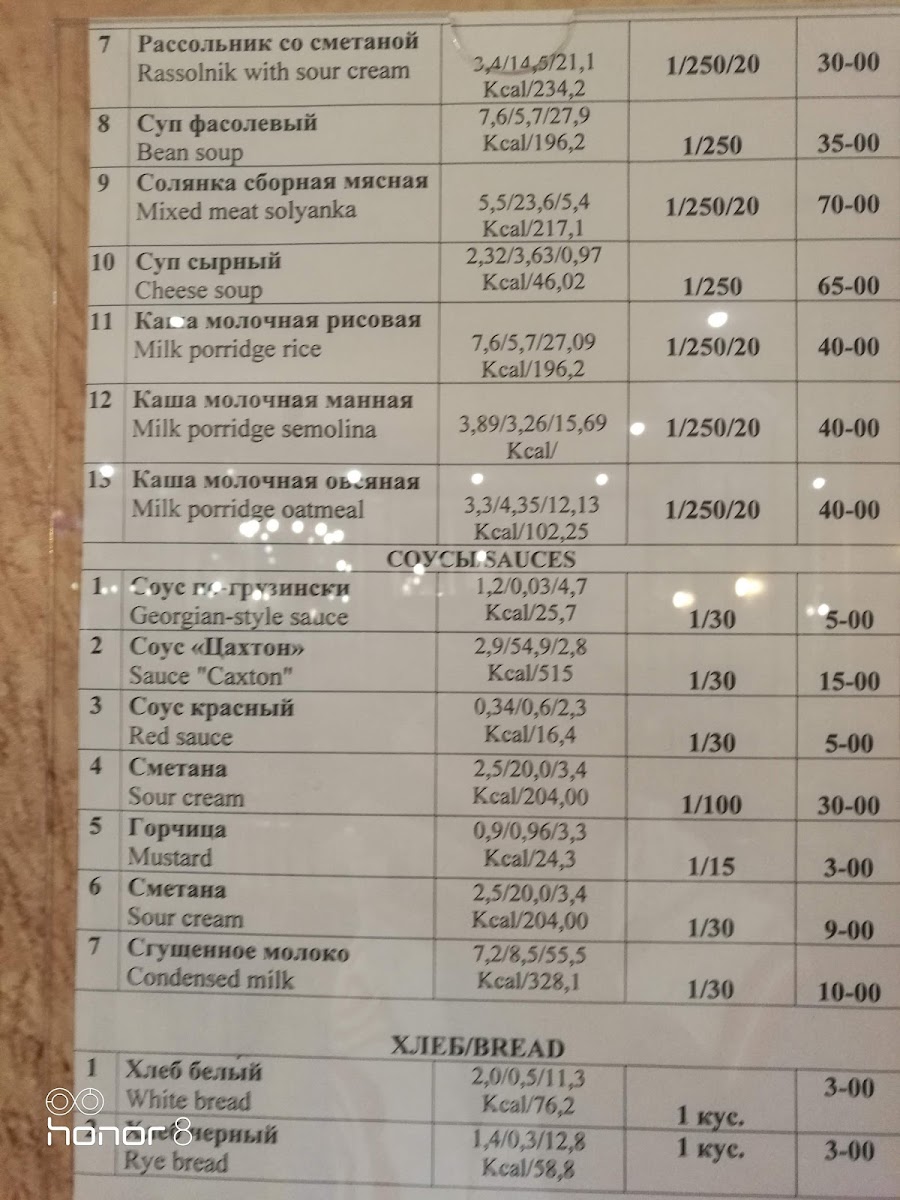 7 Рассольник со сметаной
Rassolnik with sour cream
3,4/14,5/21,1
Kcal/234,2
1/250/20
30-00
8 Суп фасолевый
Bean soup
7,6/5,7/27,9
Kcal/196,2
1/250
35-00
9 Солянка сборная мясная
Mixed meat solyanka
5,5/23,6/5,4
Kcal/217,1
1/250/20
70-00
10 Суп сырный
Cheese soup
2,32/3,63/0,97
Kcal/46,02
1/250
65-00
11 Каша молочная рисовая
Milk porridge rice
7,6/5,7/27,09
Kcal/196,2
1/250/20
40-00
12 Каша молочная манная
Milk porridge semolina
3,89/3,26/15,69
Kcal/
1/250/20
40-00
13 Каша молочная овсяная
Milk porridge oatmeal
3,3/4,35/12,13
Kcal/102,25
1/250/20
40-00
СОУСЫ/SAUCES
1 Соус по-грузински
Georgian-style sauce
1,2/0,03/4,7
Kcal/25,7
1/30
5-00
2 Соус «Цахтон»
Sauce "Caxton"
2,9/54,9/2,8
Kcal/515
1/30
15-00
3 Соус красный
Red sauce
0,34/0,6/2,3
Kcal/16,4
1/30
5-00
4 Сметана
Sour cream
2,5/20,0/3,4
Kcal/204,00
1/100
30-00
5 Горчица
Mustard
0,9/0,96/3,3
Kcal/24,3
1/15
3-00
6 Сметана
Sour cream
2,5/20,0/3,4
Kcal/204,00
1/30
9-00
7 Сгущенное молоко
Condensed milk
7,2/8,5/55,5
Kcal/328,1
1/30
10-00
ХЛЕБ/BREAD
1 Хлеб белый
White bread
2,0/0,5/11,3
Kcal/76,2
1 кус.
3-00
2 Хлеб черный
Rye bread
1,4/0,3/12,8
Kcal/58,8
1 кус.
3-00
honor 8